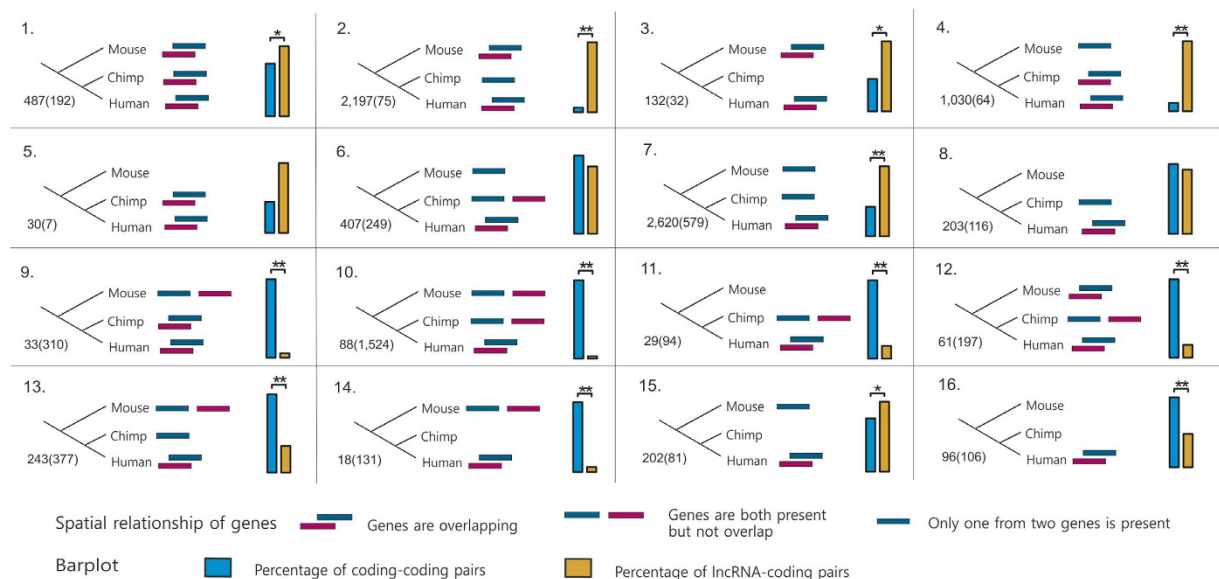 1.
*
Mouse
Chimp
Human
487(192)
2.
**
Mouse
Chimp
Human
2,197(75)
3.
*
Mouse
Chimp
Human
132(32)
4.
**
Mouse
Chimp
Human
1,030(64)
5.
Mouse
Chimp
Human
30(7)
6.
Mouse
Chimp
Human
407(249)
7.
**
Mouse
Chimp
Human
2,620(579)
8.
Mouse
Chimp
Human
203(116)
9.
**
Mouse
Chimp
Human
33(310)
10.
**
Mouse
Chimp
Human
88(1,524)
11.
**
Mouse
Chimp
Human
29(94)
12.
**
Mouse
Chimp
Human
61(197)
13.
**
Mouse
Chimp
Human
243(377)
14.
**
Mouse
Chimp
Human
18(131)
15.
*
Mouse
Chimp
Human
202(81)
16.
**
Mouse
Chimp
Human
96(106)
Spatial relationship of genes
Genes are overlapping
Genes are both present
but not overlap
Only one from two genes is present
Barplot
Percentage of coding-coding pairs
Percentage of lncRNA-coding pairs